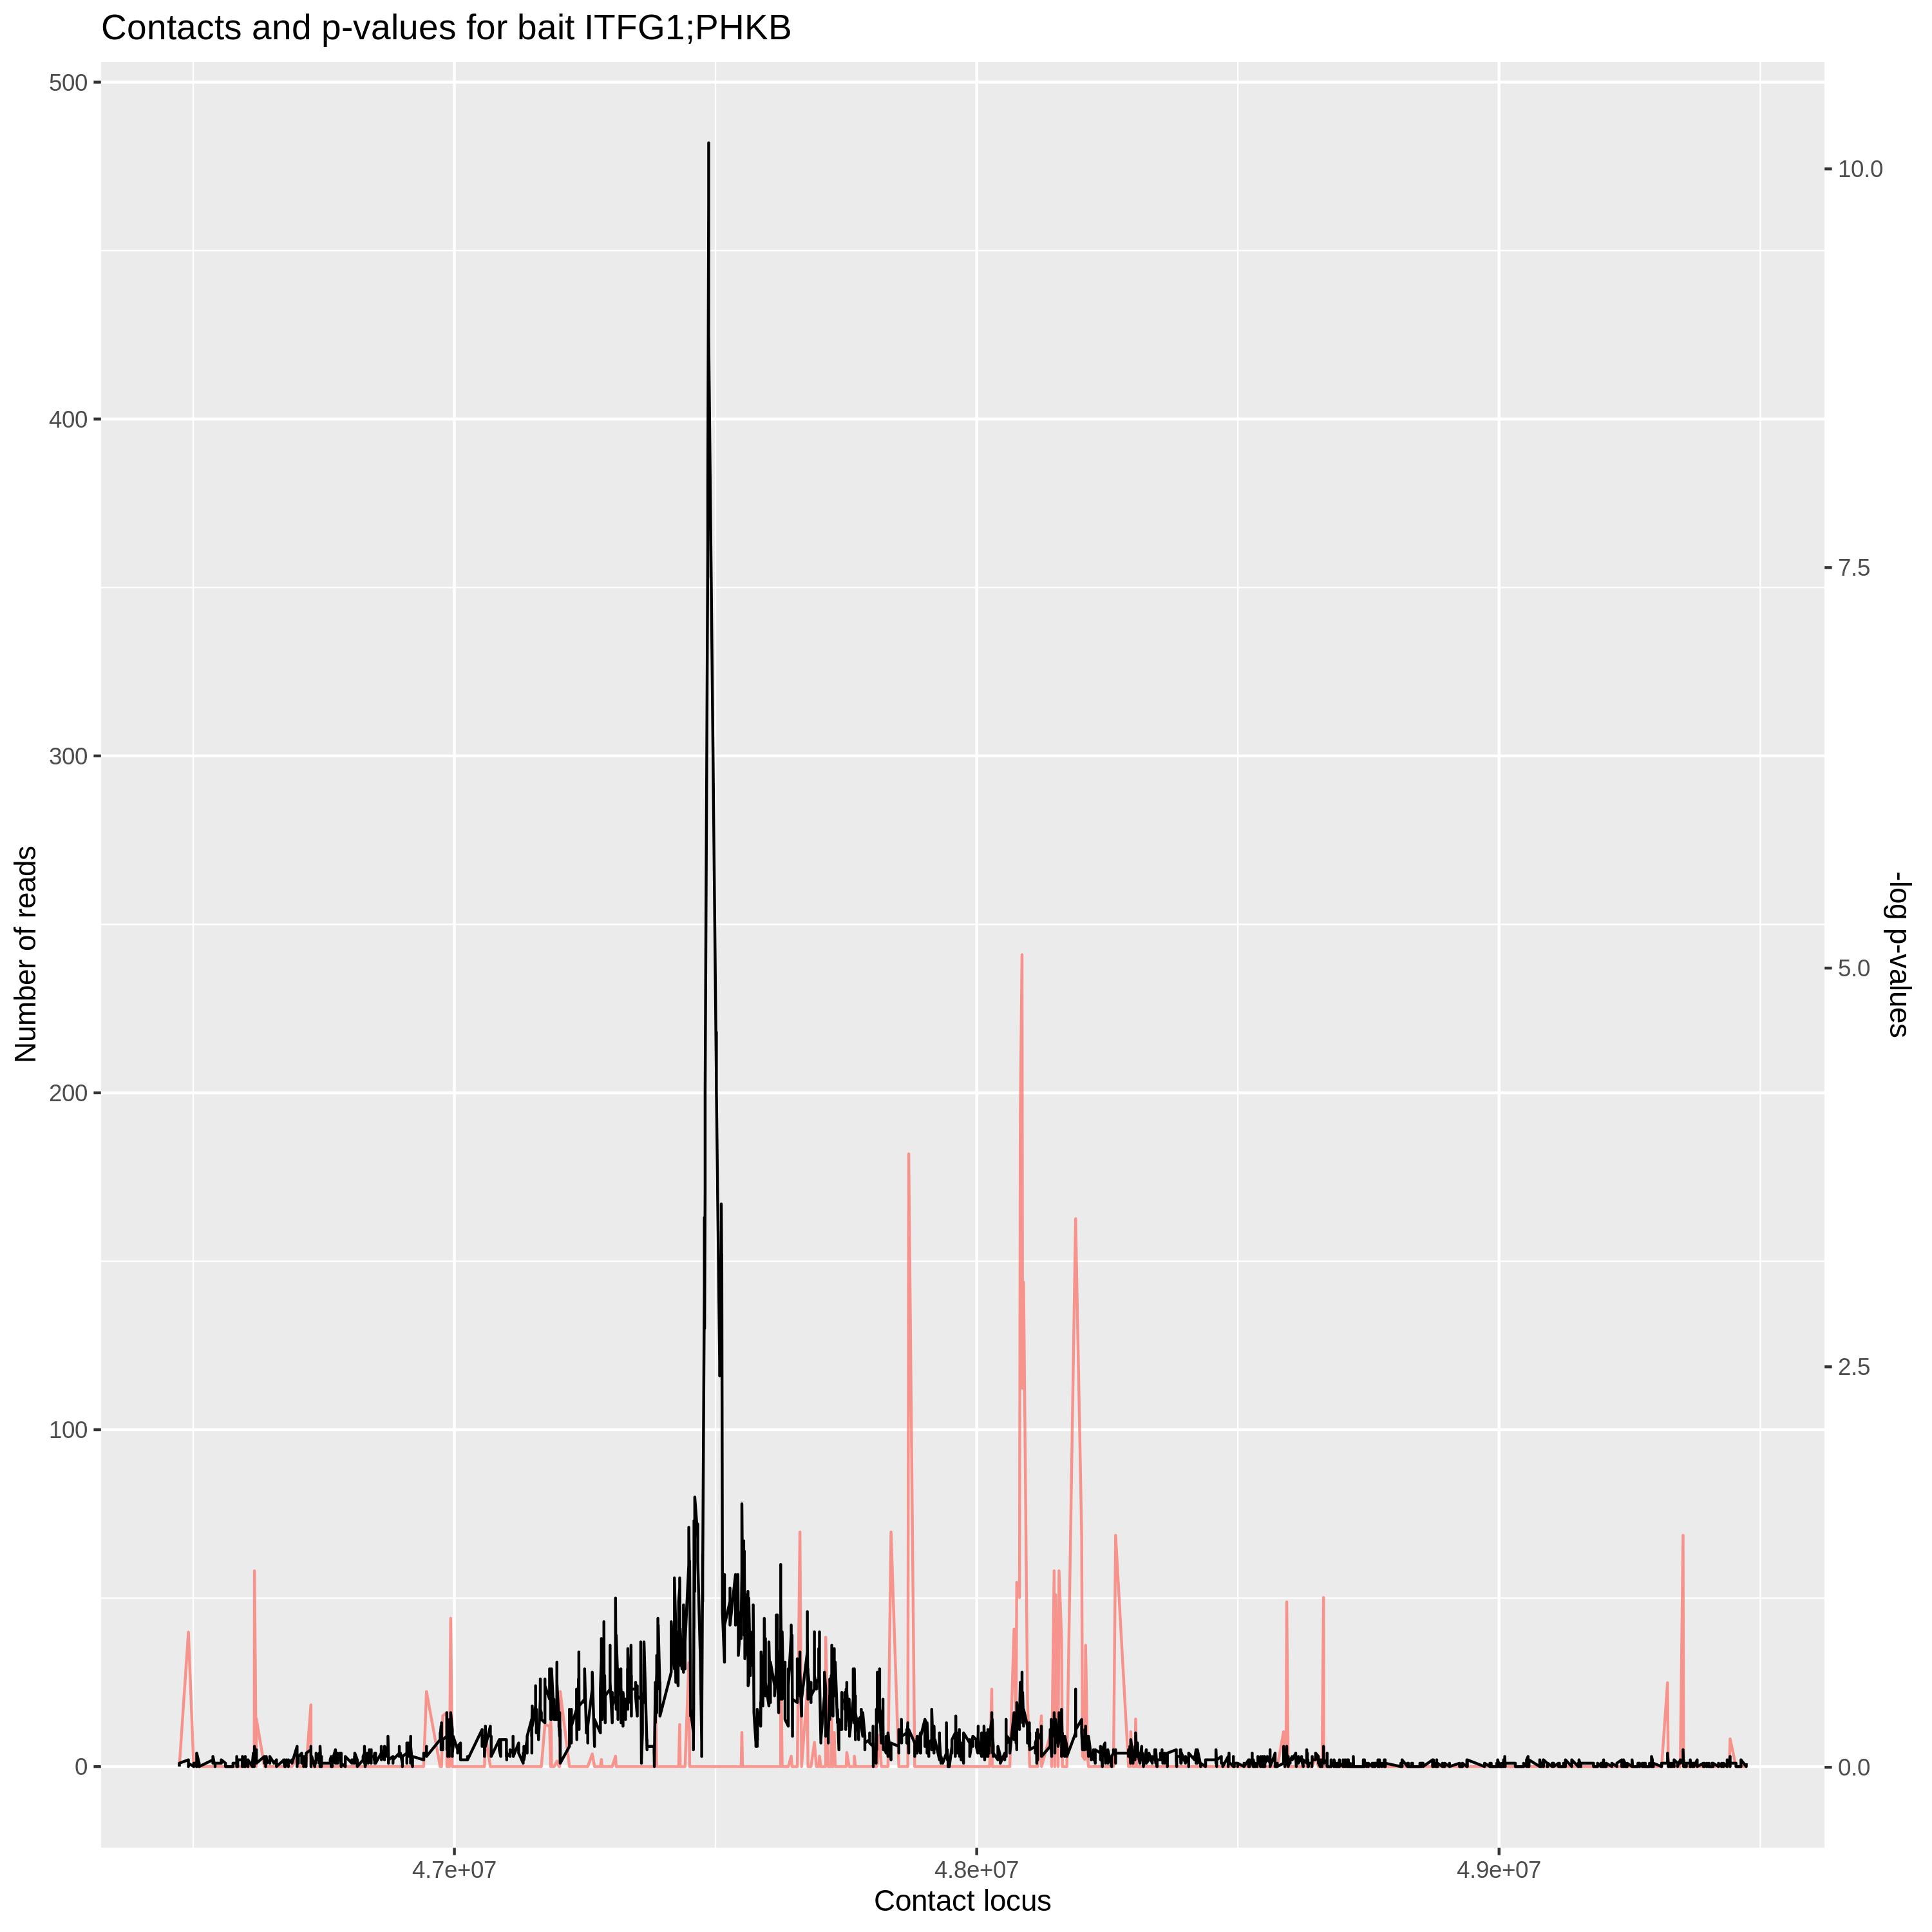 Contacts and p-values for bait ITFG1;PHKB
500
400
300
200
100
0
Number of reads
10.0
7.5
5.0
2.5
0.0
-log p-values
4.7e+07
4.8e+07
4.9e+07
Contact locus